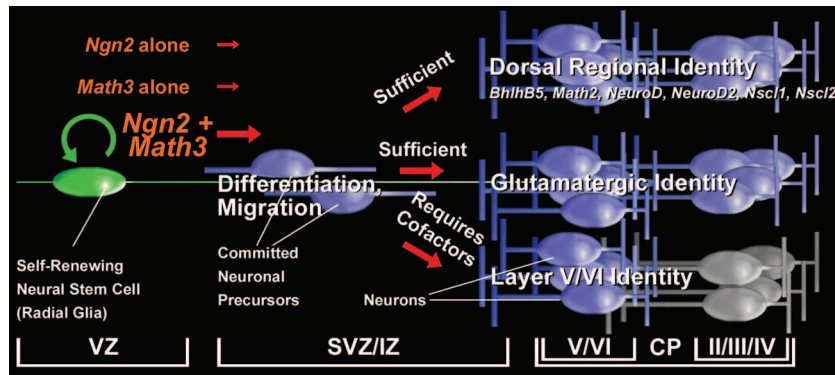 Ngn2 alone
Math3 alone
Ngn2 +
Math3
Sufficient
Sufficient
Requires
Cofactors
Dorsal Regional Identity
BhlhB5, Math2, NeuroD, NeuroD2, Nscl1, Nscl2
Differentiation,
Migration
Glutamatergic Identity
Self-Renewing
Neural Stem Cell
(Radial Glia)
Committed
Neuronal
Precursors
Neurons
Layer V/VI Identity
VZ
SVZ/IZ
V/VI
CP
II/III/IV